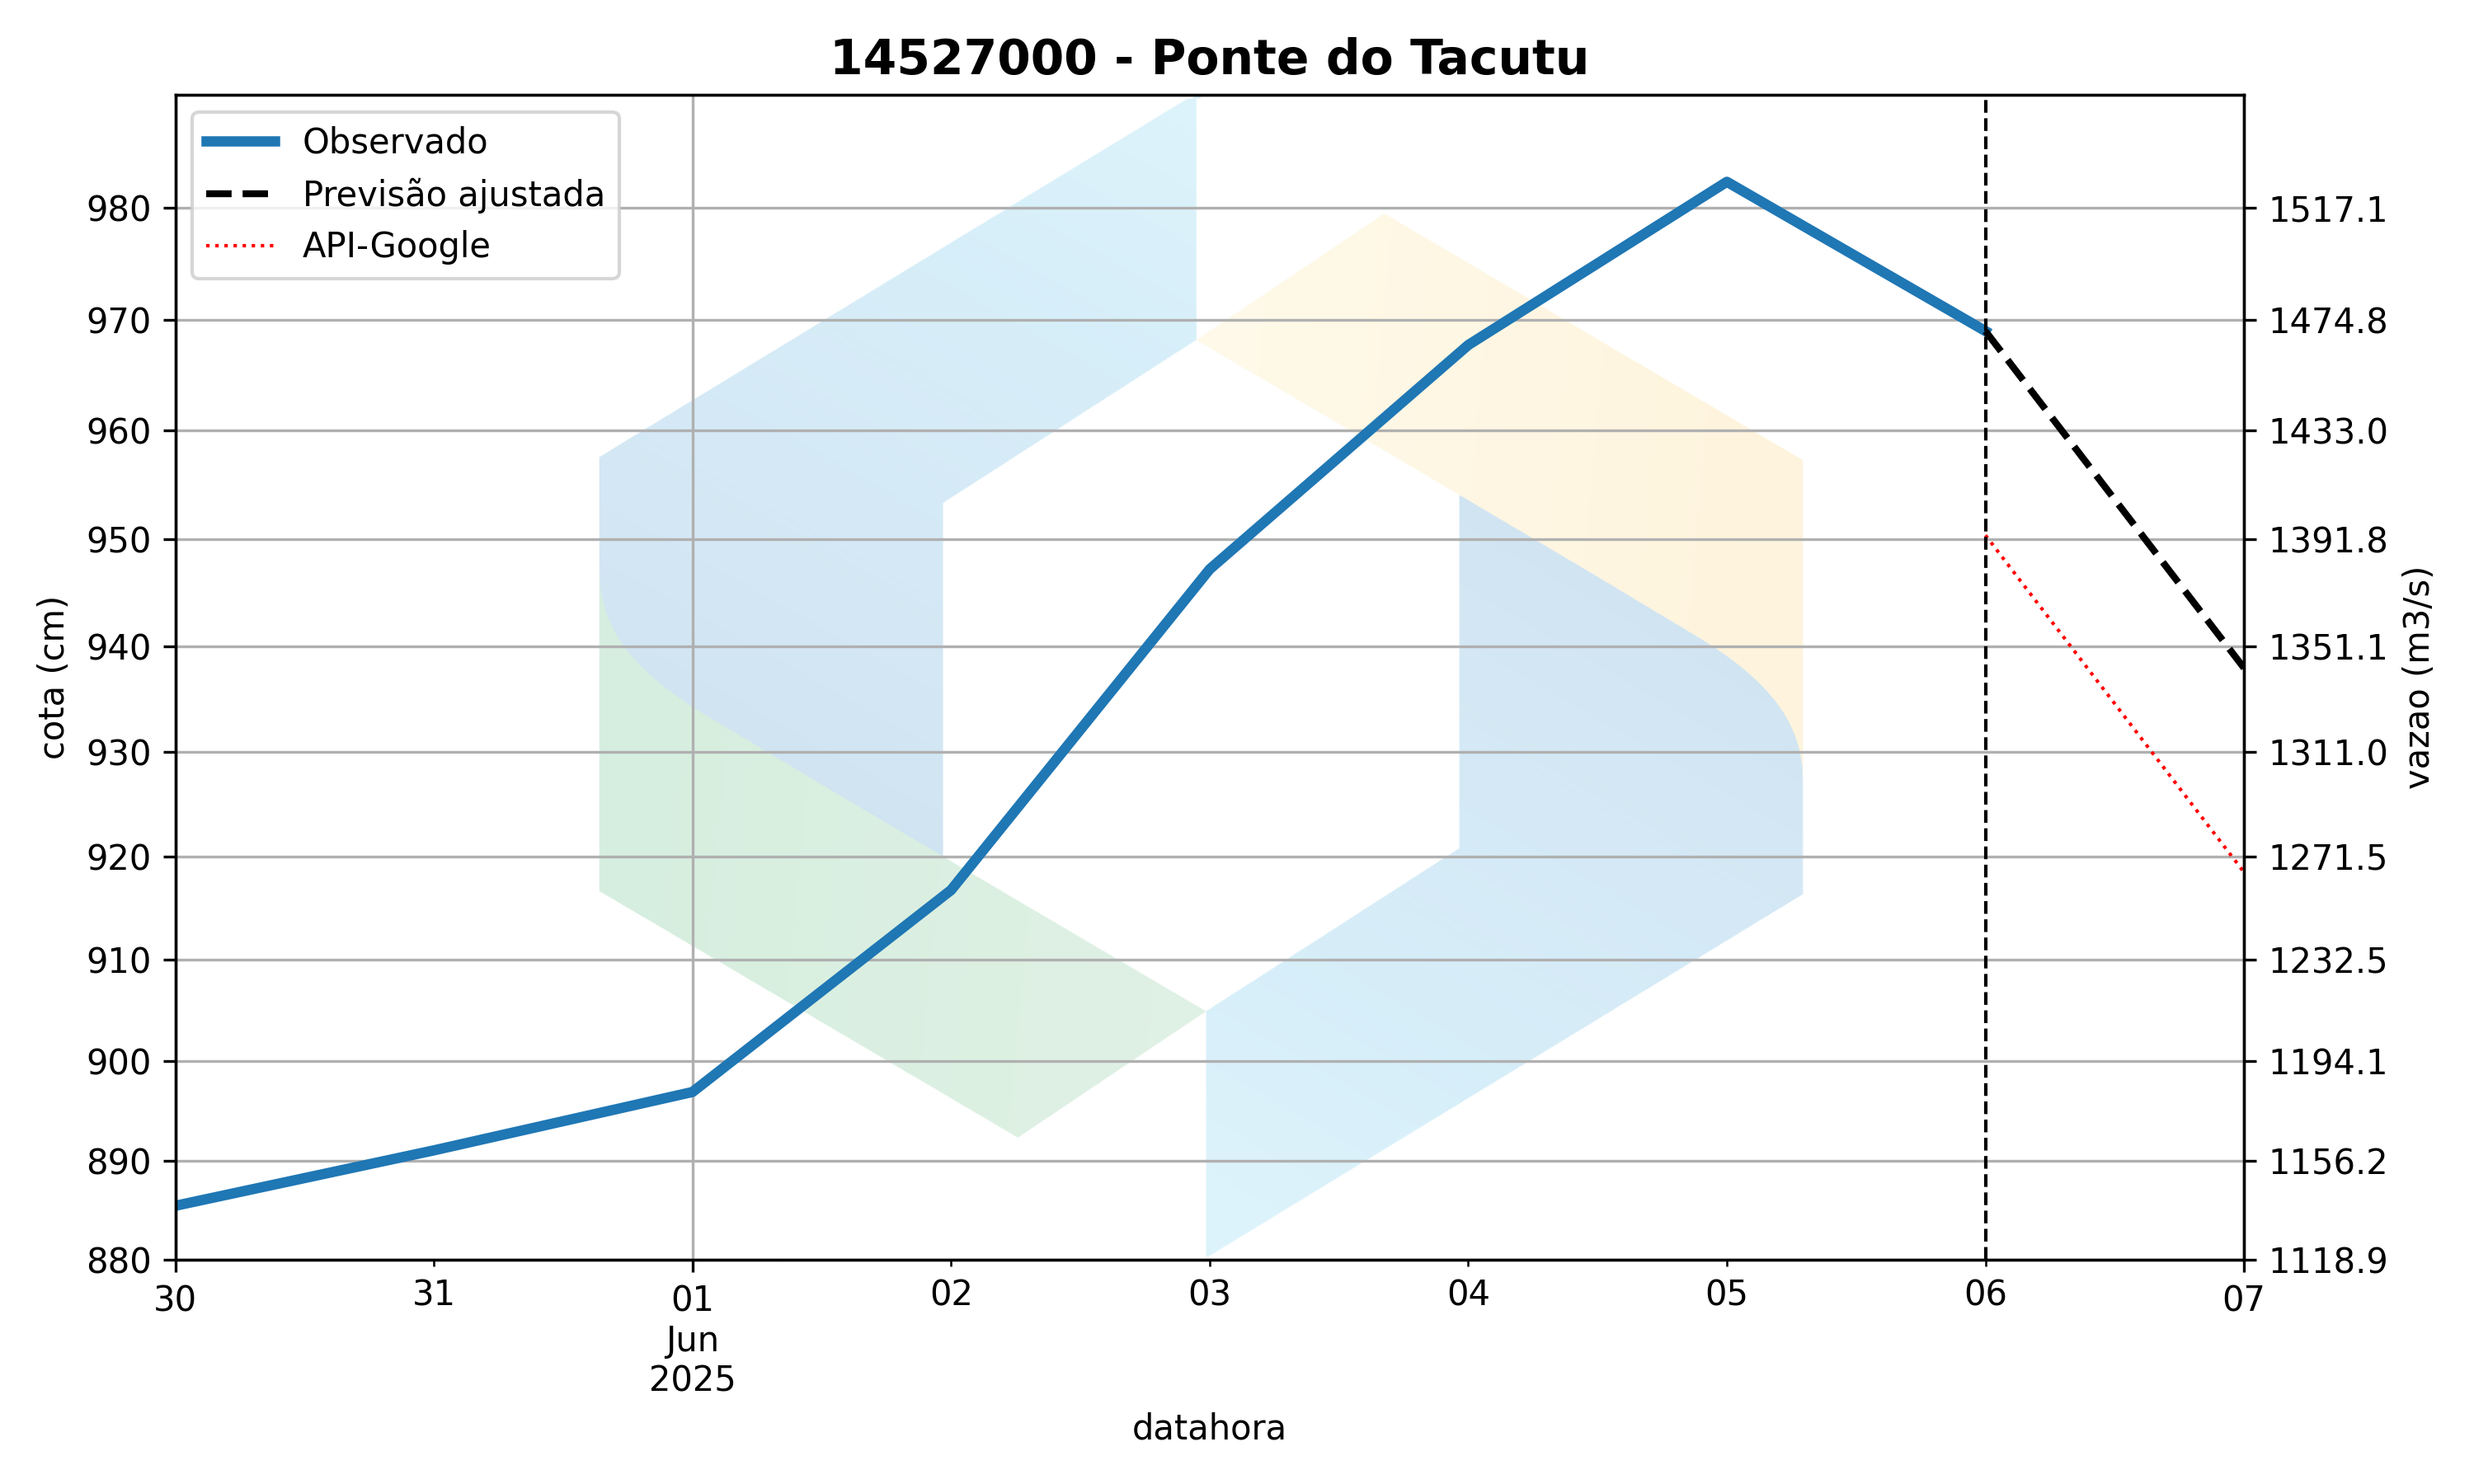 14527000 - Ponte do Tacutu
Observado
Previsão ajustada
API-Google
cota (cm)
980
970
960
950
940
930
920
910
900
890
880
1517.1
1474.8
1433.0
1391.8
1351.1
1311.0
1271.5
1232.5
1194.1
1156.2
1118.9
vazao (m3/s)
30 31 01 02 03 04 05 06 07
Jun
2025
datahora